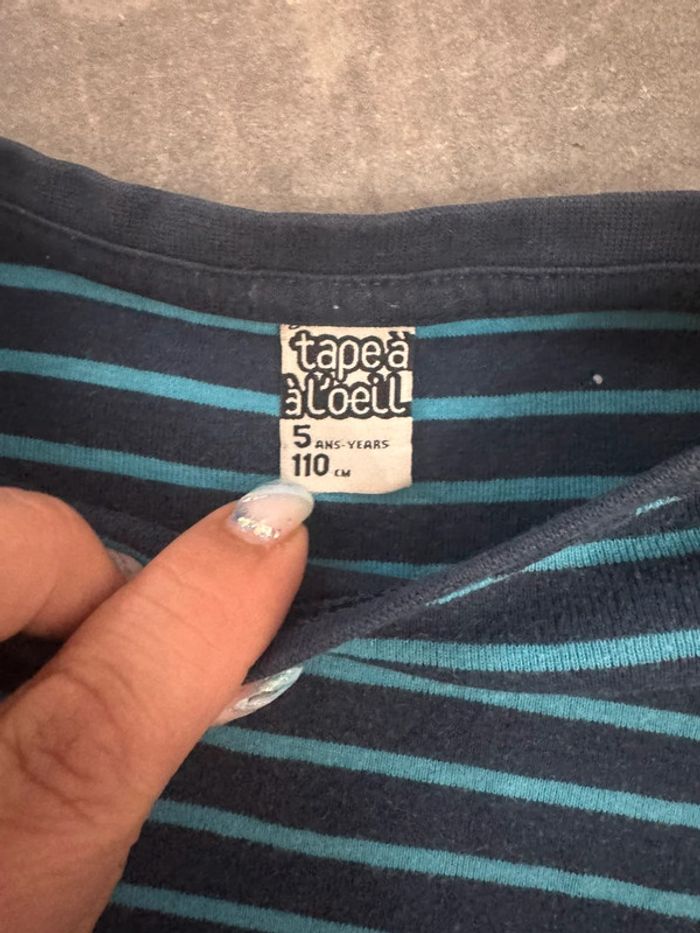 tape à
à l'oeil
5 ANS-YEARS
110 CM